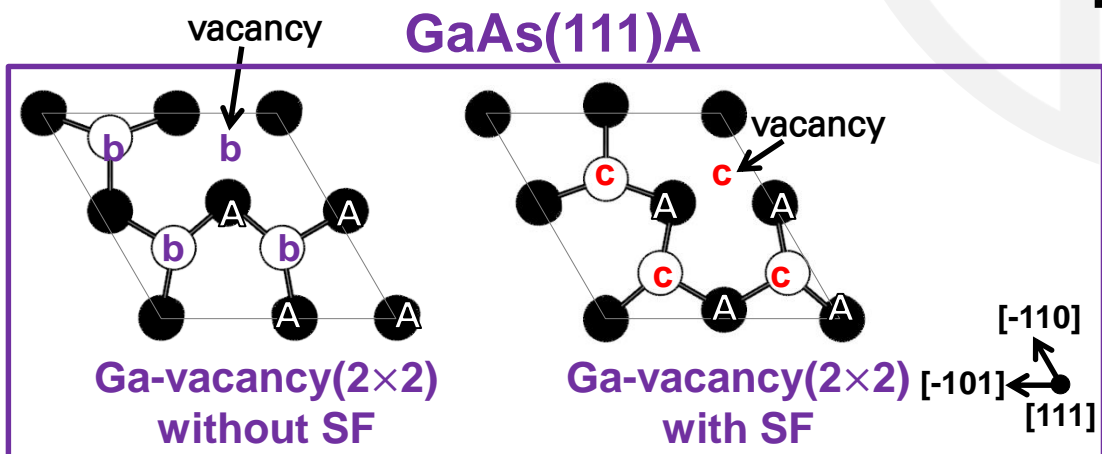 GaAs(111)A
vacancy
b
b
A
A
b
b
A
A
Ga-vacancy(2×2)
without SF
vacancy
c
c
A
A
c
c
A
A
Ga-vacancy(2×2)
with SF
[-110]
[-101]
[111]